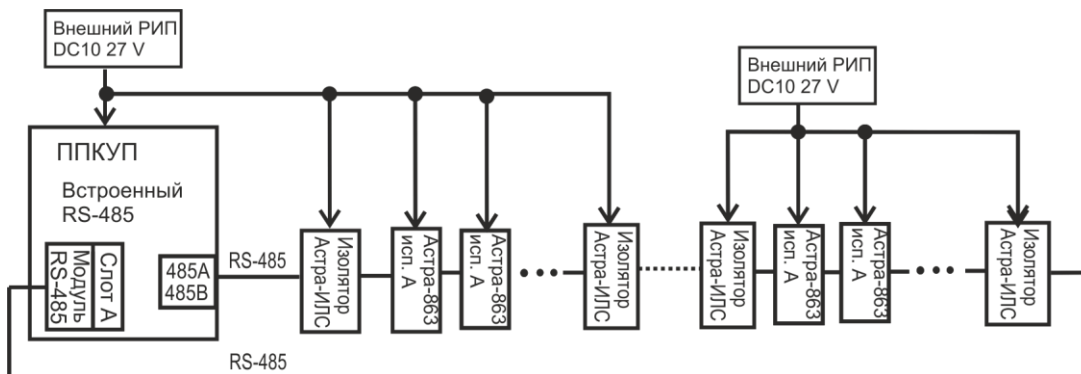 Внешний РИП
DC10 27 V
Внешний РИП
DC10 27 V
ППКУП
Встроенный
RS-485
Слот А
Модуль
RS-485
485А
485В
RS-485
Изолятор
Астра-ИЛС
Астра-863
исп. А
Астра-863
исп. А
Изолятор
Астра-ИЛС
Изолятор
Астра-ИЛС
Астра-863
исп. А
Астра-863
исп. А
Изолятор
Астра-ИЛС
RS-485